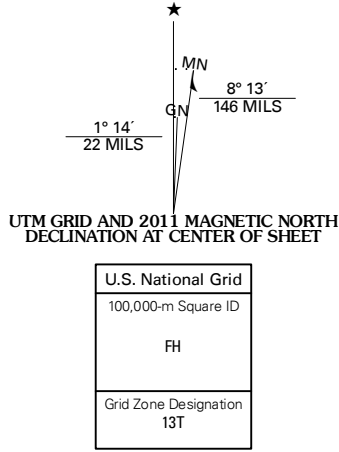 ★
MN
8° 13´
146 MILS
GN
1° 14´
22 MILS
UTM GRID AND 2011 MAGNETIC NORTH
DECLINATION AT CENTER OF SHEET
U.S. National Grid
100,000-m Square ID
FH
Grid Zone Designation
13T